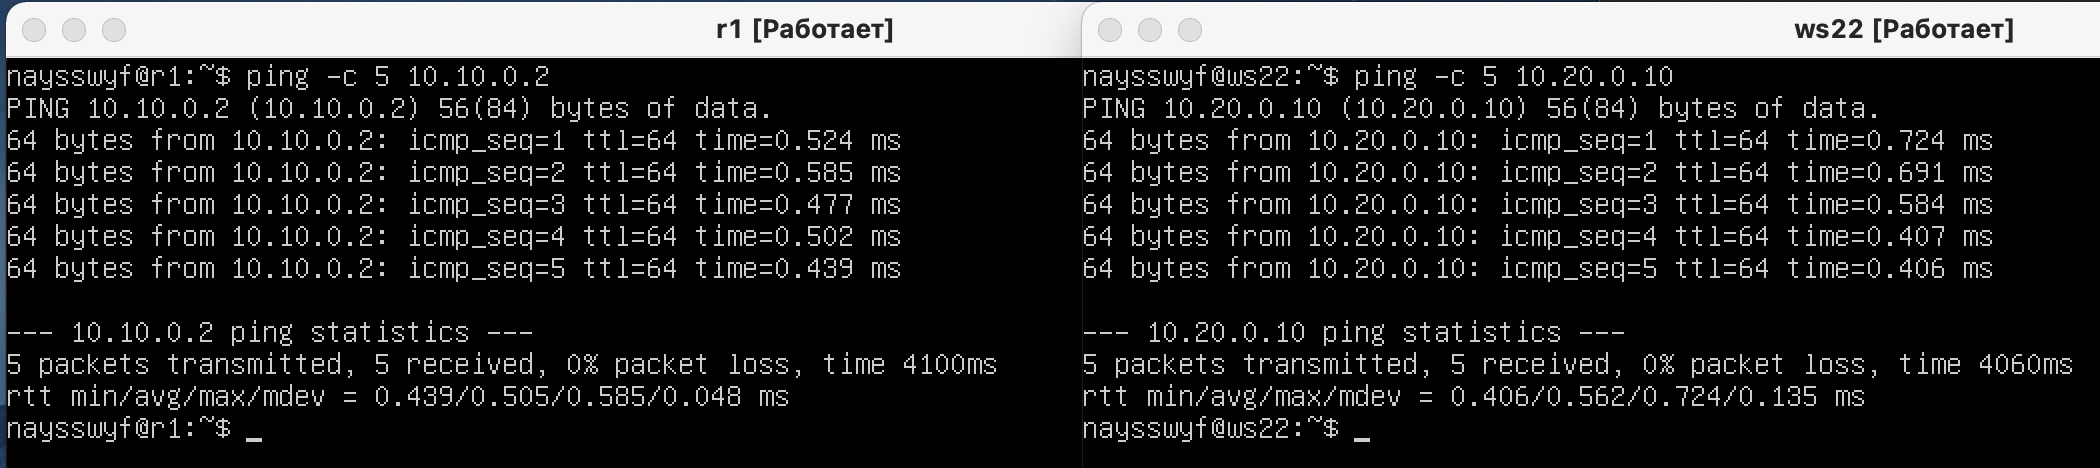 r1 [Работает]
naysswyf@r1:~$ ping -c 5 10.10.0.2
PING 10.10.0.2 (10.10.0.2) 56(84) bytes of data.
64 bytes from 10.10.0.2: icmp_seq=1 ttl=64 time=0.524 ms
64 bytes from 10.10.0.2: icmp_seq=2 ttl=64 time=0.585 ms
64 bytes from 10.10.0.2: icmp_seq=3 ttl=64 time=0.477 ms
64 bytes from 10.10.0.2: icmp_seq=4 ttl=64 time=0.502 ms
64 bytes from 10.10.0.2: icmp_seq=5 ttl=64 time=0.439 ms
--- 10.10.0.2 ping statistics ---
5 packets transmitted, 5 received, 0% packet loss, time 4100ms
rtt min/avg/max/mdev = 0.439/0.505/0.585/0.048 ms
naysswyf@r1:~$ _
ws22 [Работает]
naysswyf@ws22:~$ ping -c 5 10.20.0.10
PING 10.20.0.10 (10.20.0.10) 56(84) bytes of data.
64 bytes from 10.20.0.10: icmp_seq=1 ttl=64 time=0.724 ms
64 bytes from 10.20.0.10: icmp_seq=2 ttl=64 time=0.691 ms
64 bytes from 10.20.0.10: icmp_seq=3 ttl=64 time=0.584 ms
64 bytes from 10.20.0.10: icmp_seq=4 ttl=64 time=0.407 ms
64 bytes from 10.20.0.10: icmp_seq=5 ttl=64 time=0.406 ms
--- 10.20.0.10 ping statistics ---
5 packets transmitted, 5 received, 0% packet loss, time 4060ms
rtt min/avg/max/mdev = 0.406/0.562/0.724/0.135 ms
naysswyf@ws22:~$ _